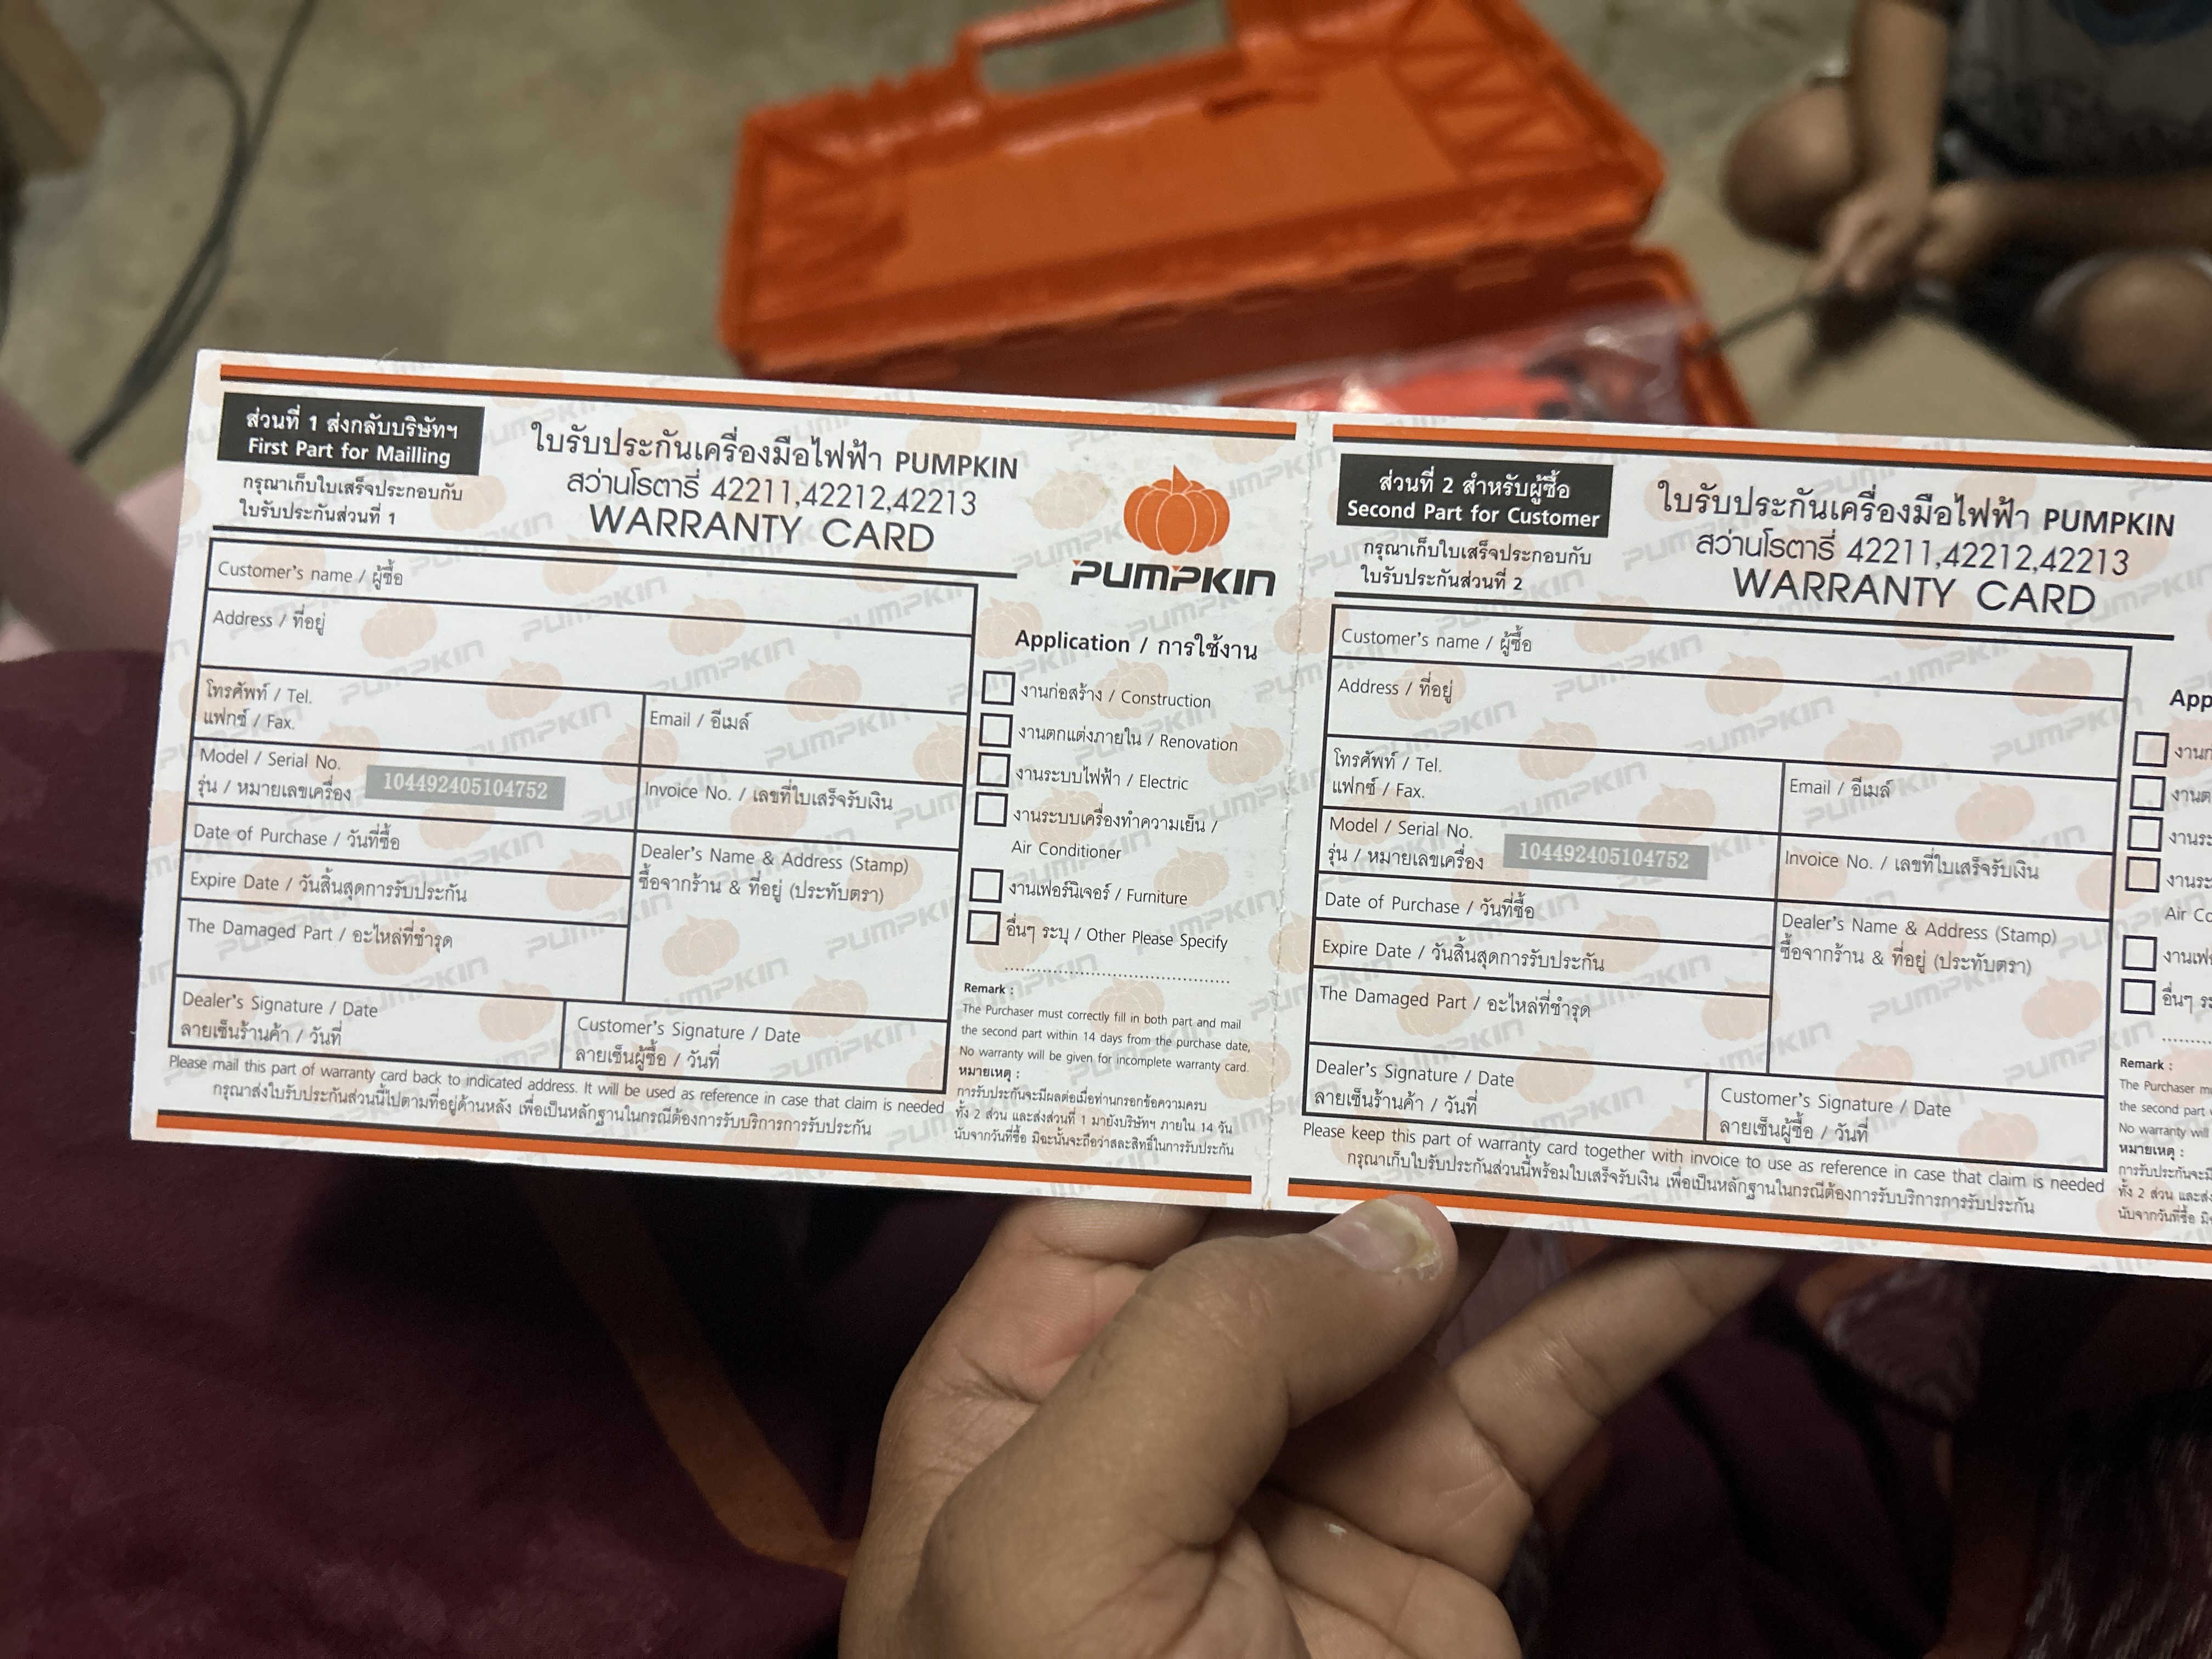 ส่วนที่ 1 ส่งกลับบริษัทฯ
First Part for Mailling
กรุณาเก็บใบเสร็จประกอบกับ
ใบรับประกันส่วนที่ 1
ใบรับประกันเครื่องมือไฟฟ้า PUMPKIN
สว่านโรตารี่ 42211,42212,42213
WARRANTY CARD
PUMPKIN
Customer's name / ผู้ซื้อ
Address / ที่อยู่
โทรศัพท์ / Tel.
แฟกซ์ / Fax.
Email / อีเมล์
Model / Serial No.
รุ่น / หมายเลขเครื่อง
104492405104752
Invoice No. / เลขที่ใบเสร็จรับเงิน
Date of Purchase / วันที่ซื้อ
Expire Date / วันสิ้นสุดการรับประกัน
The Damaged Part / อะไหล่ที่ชำรุด
Dealer's Name & Address (Stamp)
ซื้อจากร้าน & ที่อยู่ (ประทับตรา)
Dealer's Signature / Date
ลายเซ็นร้านค้า / วันที่
Customer's Signature / Date
ลายเซ็นผู้ซื้อ / วันที่
Please mail this part of warranty card back to indicated address. It will be used as reference in case that claim is needed
กรุณาส่งใบรับประกันส่วนนี้ไปตามที่อยู่ด้านหลัง เพื่อเป็นหลักฐานในกรณีต้องการรับบริการการรับประกัน
Application / การใช้งาน
งานก่อสร้าง / Construction
งานตกแต่งภายใน / Renovation
งานระบบไฟฟ้า / Electric
งานระบบเครื่องทำความเย็น /
Air Conditioner
งานเฟอร์นิเจอร์ / Furniture
อื่นๆ ระบุ / Other Please Specify
Remark :
The Purchaser must correctly fill in both part and mail
the second part within 14 days from the purchase date,
No warranty will be given for incomplete warranty card.
หมายเหตุ :
การรับประกันจะมีผลต่อเมื่อท่านกรอกข้อความครบ
ทั้ง 2 ส่วน และส่งส่วนที่ 1 มายังบริษัทฯ ภายใน 14 วัน
นับจากวันที่ซื้อ มิฉะนั้นจะถือว่าสละสิทธิ์ในการรับประกัน
ส่วนที่ 2 สำหรับผู้ซื้อ
Second Part for Customer
กรุณาเก็บใบเสร็จประกอบกับ
ใบรับประกันส่วนที่ 2
ใบรับประกันเครื่องมือไฟฟ้า PUMPKIN
สว่านโรตารี่ 42211,42212,42213
WARRANTY CARD
Customer's name / ผู้ซื้อ
Address / ที่อยู่
โทรศัพท์ / Tel.
แฟกซ์ / Fax.
Email / อีเมล์
Model / Serial No.
รุ่น / หมายเลขเครื่อง
104492405104752
Invoice No. / เลขที่ใบเสร็จรับเงิน
Date of Purchase / วันที่ซื้อ
Expire Date / วันสิ้นสุดการรับประกัน
The Damaged Part / อะไหล่ที่ชำรุด
Dealer's Name & Address (Stamp)
ซื้อจากร้าน & ที่อยู่ (ประทับตรา)
Dealer's Signature / Date
ลายเซ็นร้านค้า / วันที่
Customer's Signature / Date
ลายเซ็นผู้ซื้อ / วันที่
Please keep this part of warranty card together with invoice to use as reference in case that claim is needed
กรุณาเก็บใบรับประกันส่วนนี้พร้อมใบเสร็จรับเงิน เพื่อเป็นหลักฐานในกรณีต้องการรับบริการการรับประกัน
Air
อื่นๆ
Remark :
The Purchaser
the second part
No warranty will
หมายเหตุ :
การรับประกันจะ
ทั้ง 2 ส่วน
นับจากวันที่ซื้อ